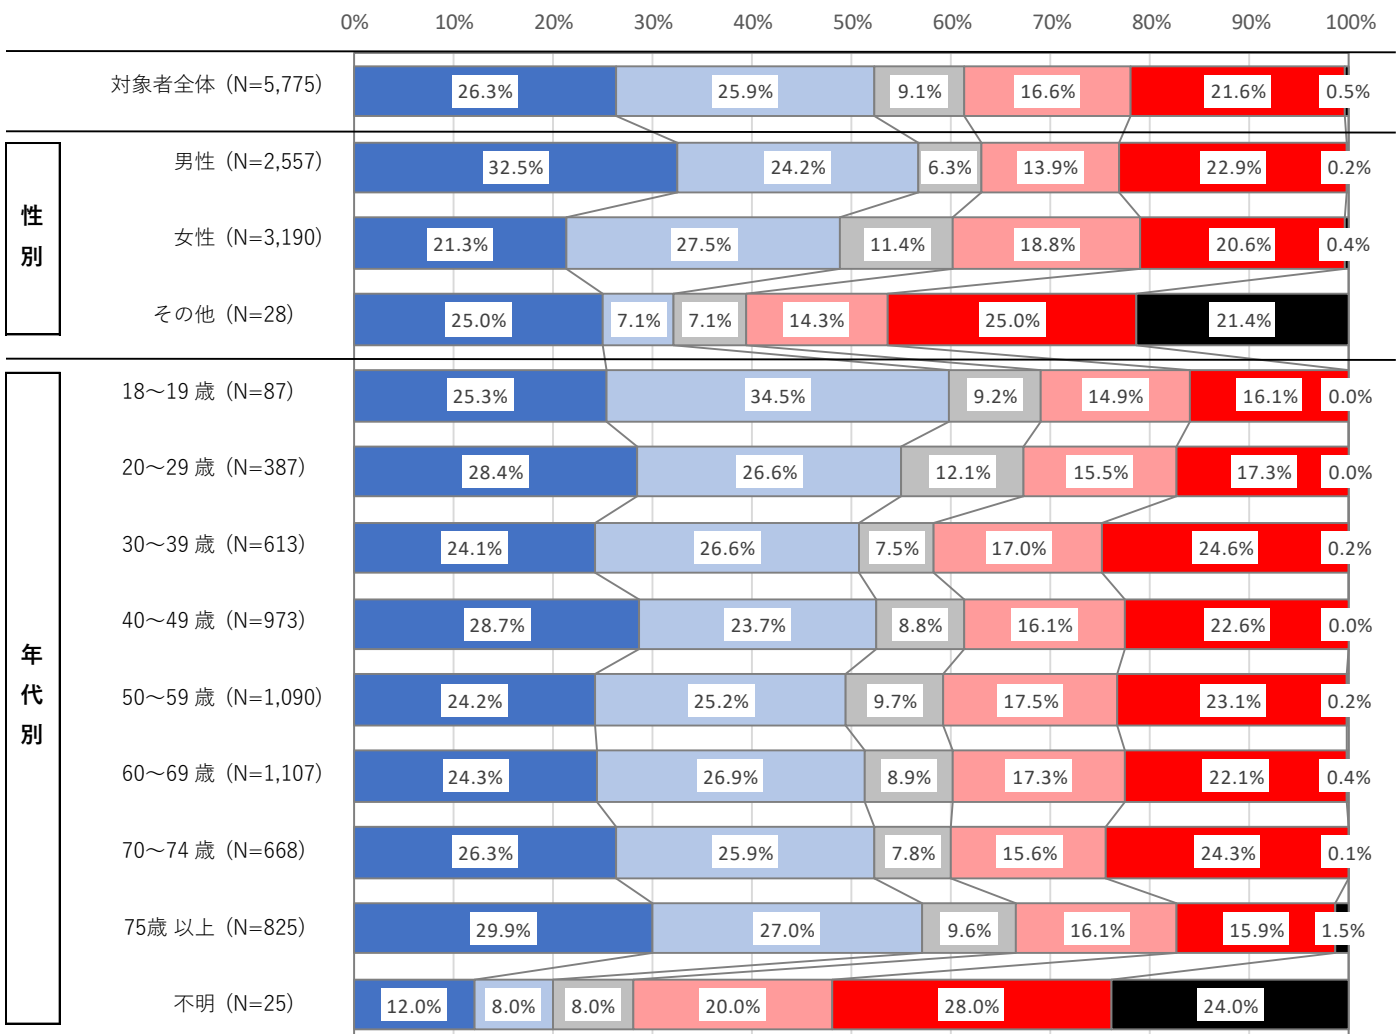 0% 10% 20% 30% 40% 50% 60% 70% 80% 90% 100%
対象者全体 (N=5,775) 26.3% 25.9% 9.1% 16.6% 21.6% 0.5%
性別
男性 (N=2,557) 32.5% 24.2% 6.3% 13.9% 22.9% 0.2%
女性 (N=3,190) 21.3% 27.5% 11.4% 18.8% 20.6% 0.4%
その他 (N=28) 25.0% 7.1% 7.1% 14.3% 25.0% 21.4%
年代別
18～19 歳 (N=87) 25.3% 34.5% 9.2% 14.9% 16.1% 0.0%
20～29 歳 (N=387) 28.4% 26.6% 12.1% 15.5% 17.3% 0.0%
30～39 歳 (N=613) 24.1% 26.6% 7.5% 17.0% 24.6% 0.2%
40～49 歳 (N=973) 28.7% 23.7% 8.8% 16.1% 22.6% 0.0%
50～59 歳 (N=1,090) 24.2% 25.2% 9.7% 17.5% 23.1% 0.2%
60～69 歳 (N=1,107) 24.3% 26.9% 8.9% 17.3% 22.1% 0.4%
70～74 歳 (N=668) 26.3% 25.9% 7.8% 15.6% 24.3% 0.1%
75歳 以上 (N=825) 29.9% 27.0% 9.6% 16.1% 15.9% 1.5%
不明 (N=25) 12.0% 8.0% 8.0% 20.0% 28.0% 24.0%